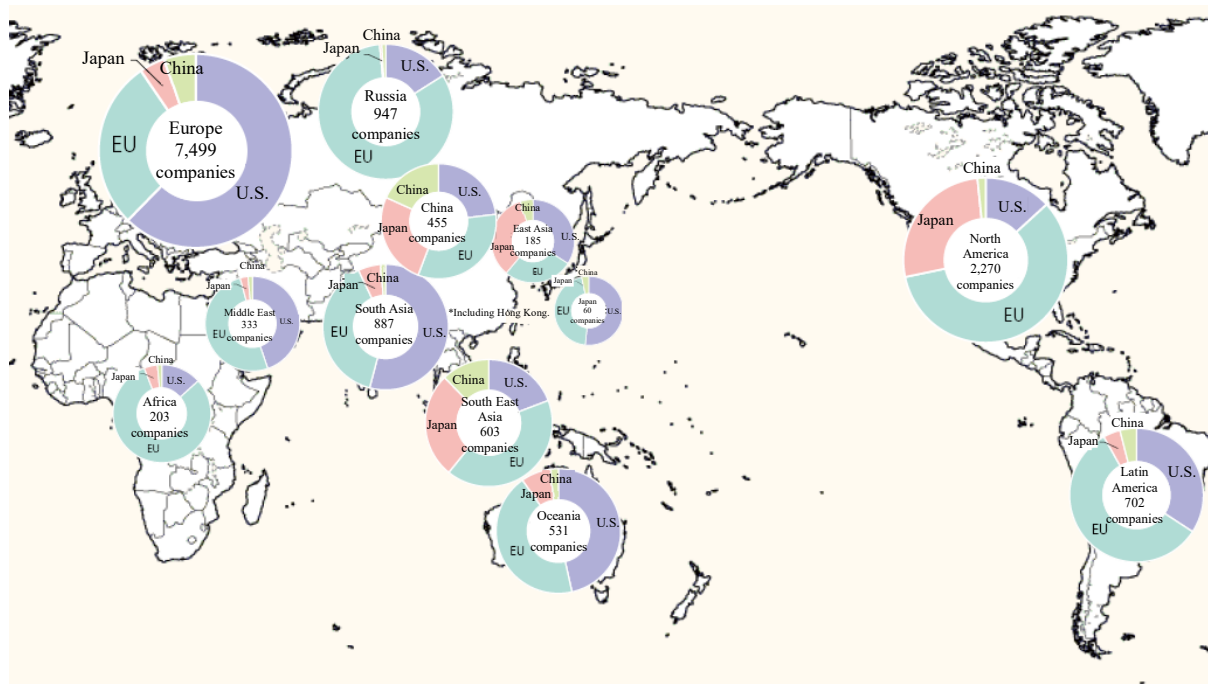 Japan
China
Europe
7,499
companies
EU
U.S.
China
Japan
U.S.
Russia
947
companies
EU
China
U.S.
China
455
companies
Japan
EU
China
East Asia
185
companies
U.S.
Japan
EU
China
Japan
Japan
60
companies
EU
U.S.
*Including Hong Kong.
China
Japan
Middle East
333
companies
U.S.
EU
China
Japan
South Asia
887
companies
EU
U.S.
China
Japan
U.S.
Africa
203
companies
EU
China
U.S.
South East
Asia
603
companies
Japan
EU
China
Japan
Oceania
531
companies
U.S.
EU
China
Japan
U.S.
North
America
2,270
companies
EU
China
Japan
U.S.
Latin
America
702
companies
EU